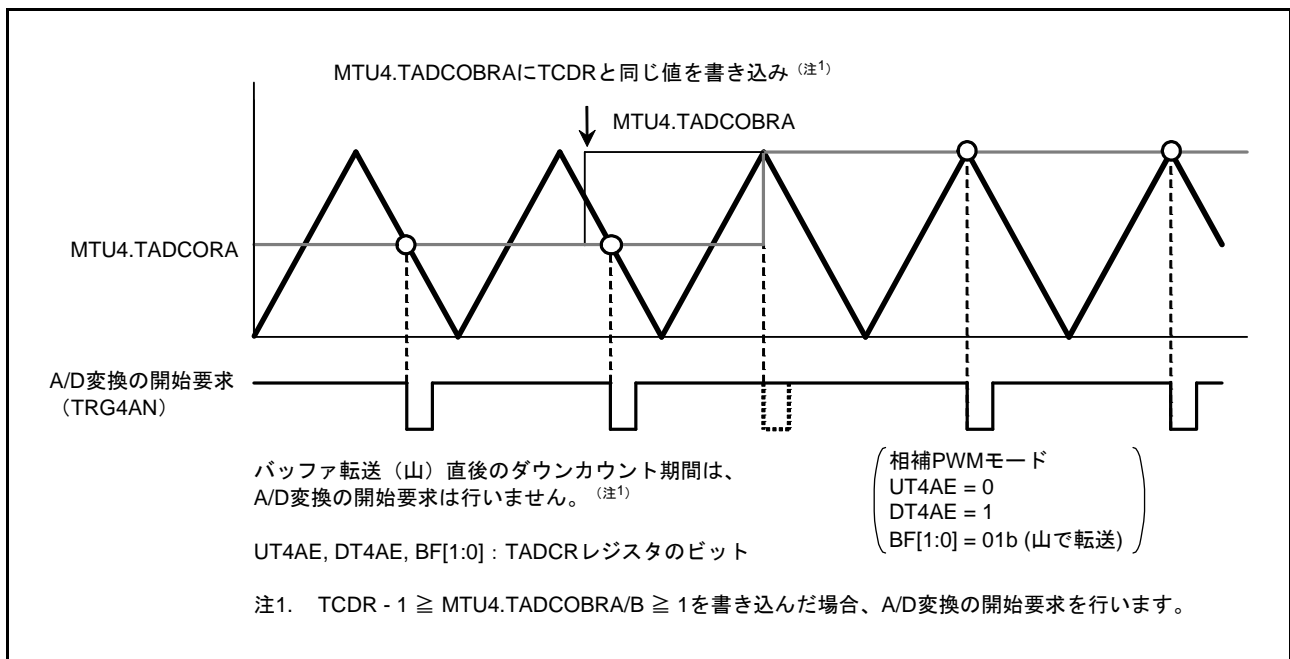 MTU4.TADCOBRAにTCDRと同じ値を書き込み（注1）
MTU4.TADCOBRA
MTU4.TADCORA
A/D変換の開始要求
（TRG4AN）
バッファ転送（山）直後のダウンカウント期間は、
A/D変換の開始要求は行いません。（注1）
相補PWMモード
UT4AE = 0
DT4AE = 1
BF[1:0] = 01b (山で転送)
UT4AE, DT4AE, BF[1:0]：TADCRレジスタのビット
注1. TCDR - 1 ≧ MTU4.TADCOBRA/B ≧ 1を書き込んだ場合、A/D変換の開始要求を行います。